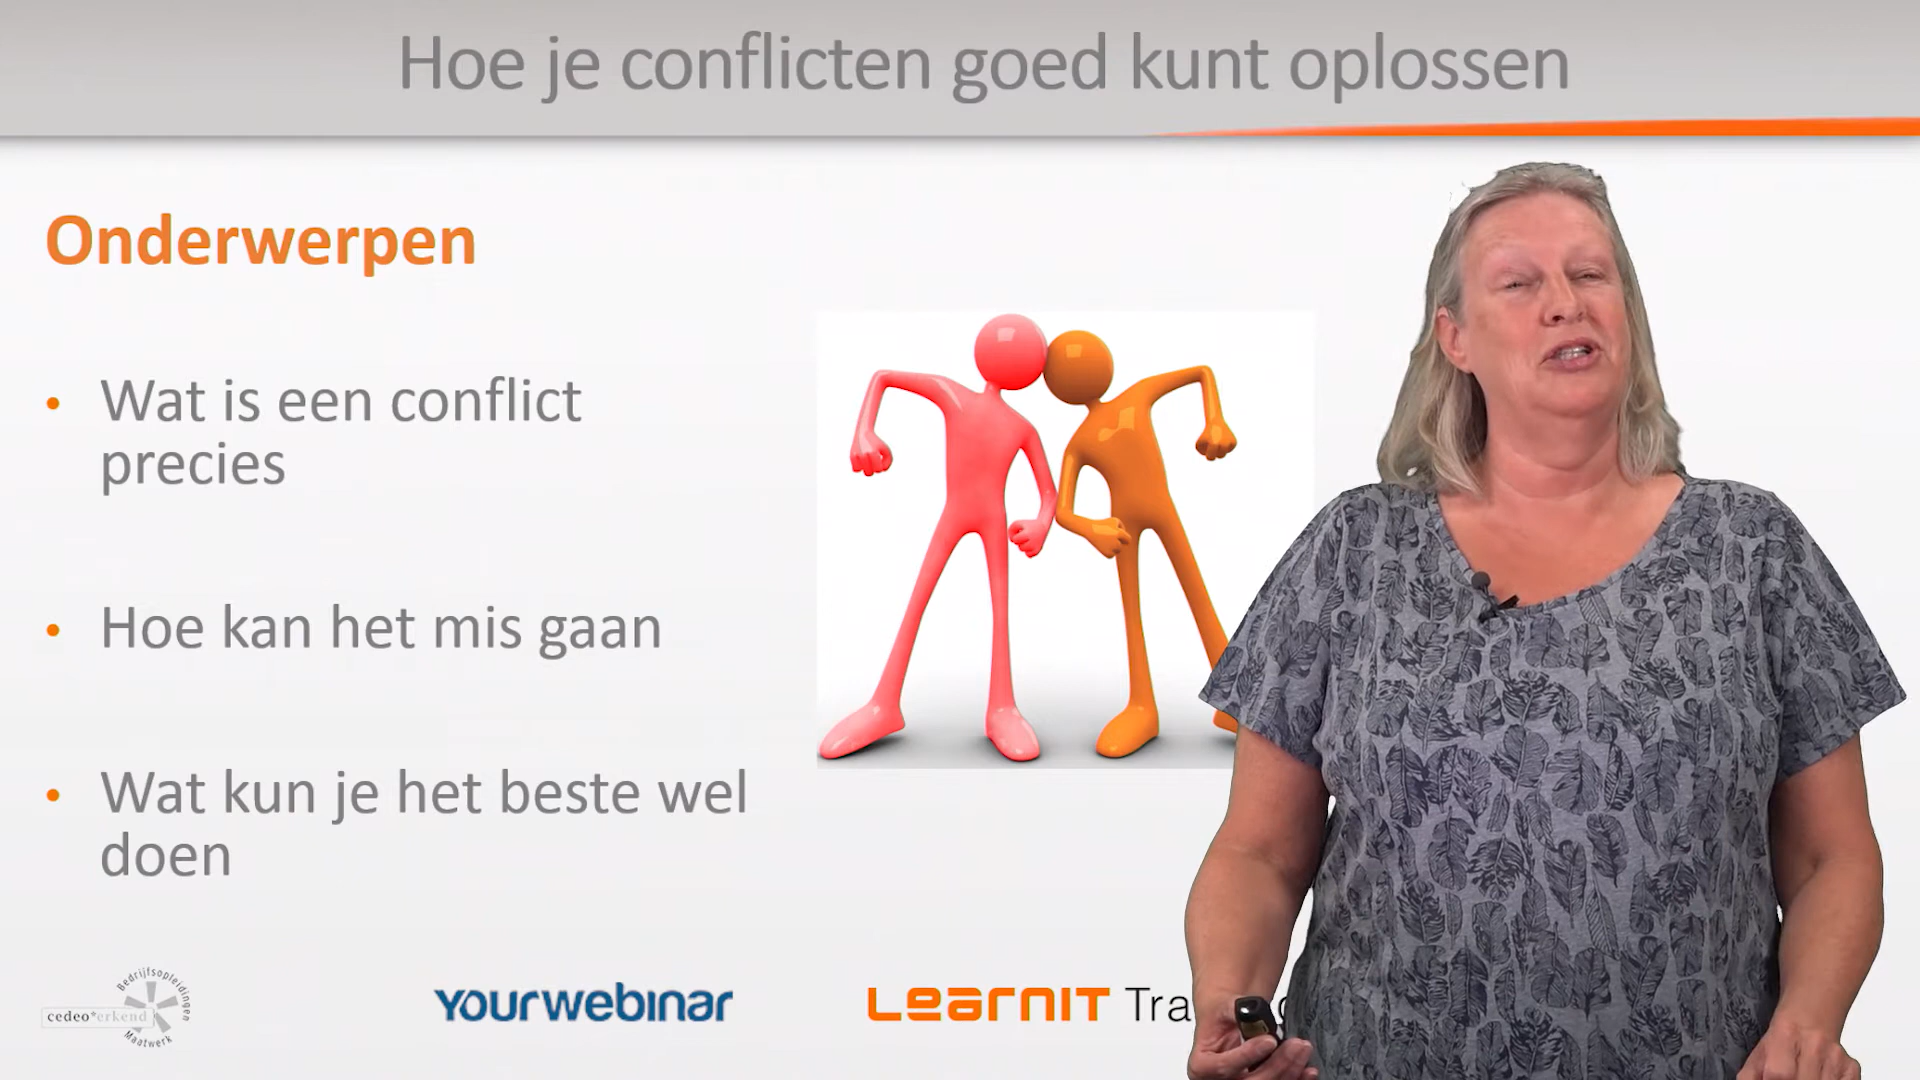 Hoe je conflicten goed kunt oplossen
Onderwerpen
• Wat is een conflict
precies
• Hoe kan het mis gaan
• Wat kun je het beste wel
doen
Bedrijfsopleidingen
cedeo*erkend
Maatwerk
Yourwebinar
Learnit